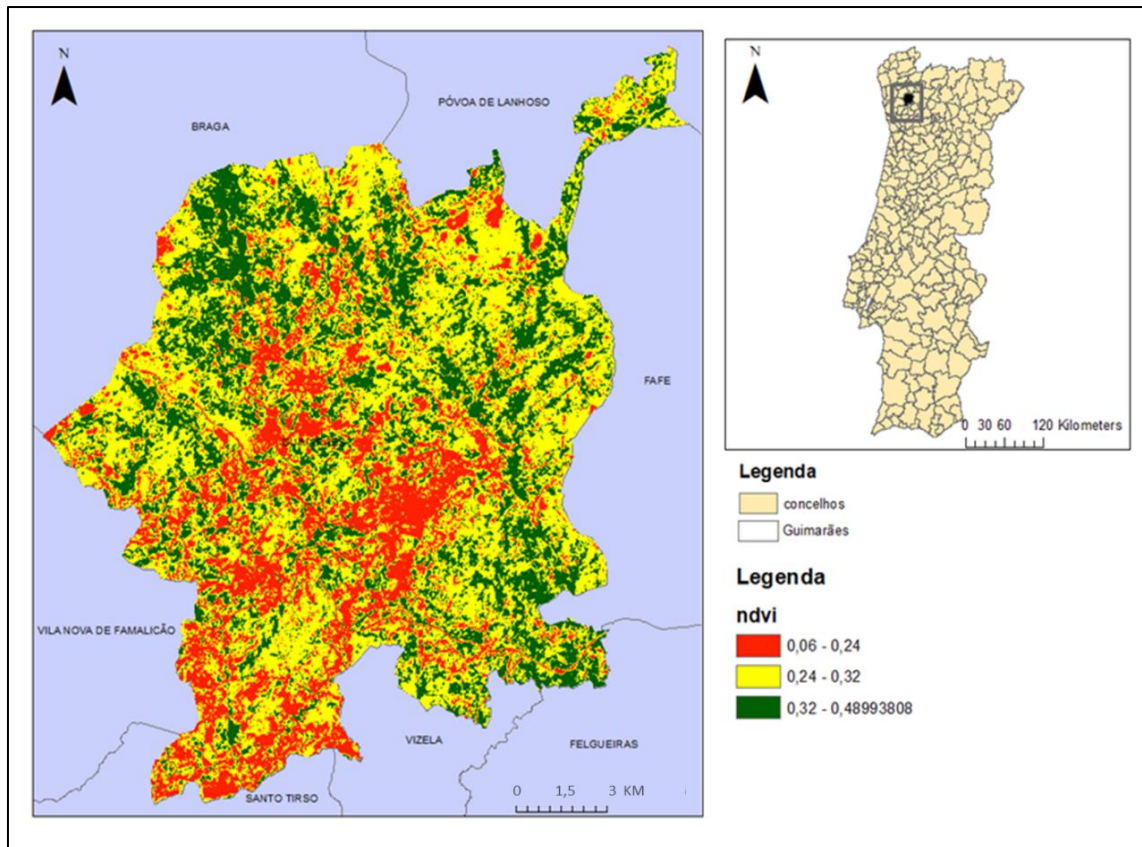 N
BRAGA
PÓVOA DE LANHOSO
FAFE
VILA NOVA DE FAMALICÃO
VIZELA
FELGUEIRAS
SANTO TIRSO
0 1,5 3 KM
N
0 30 60 120 Kilometers
Legenda
concelhos
Guimarães
Legenda
ndvi
0,06 - 0,24
0,24 - 0,32
0,32 - 0,48993808